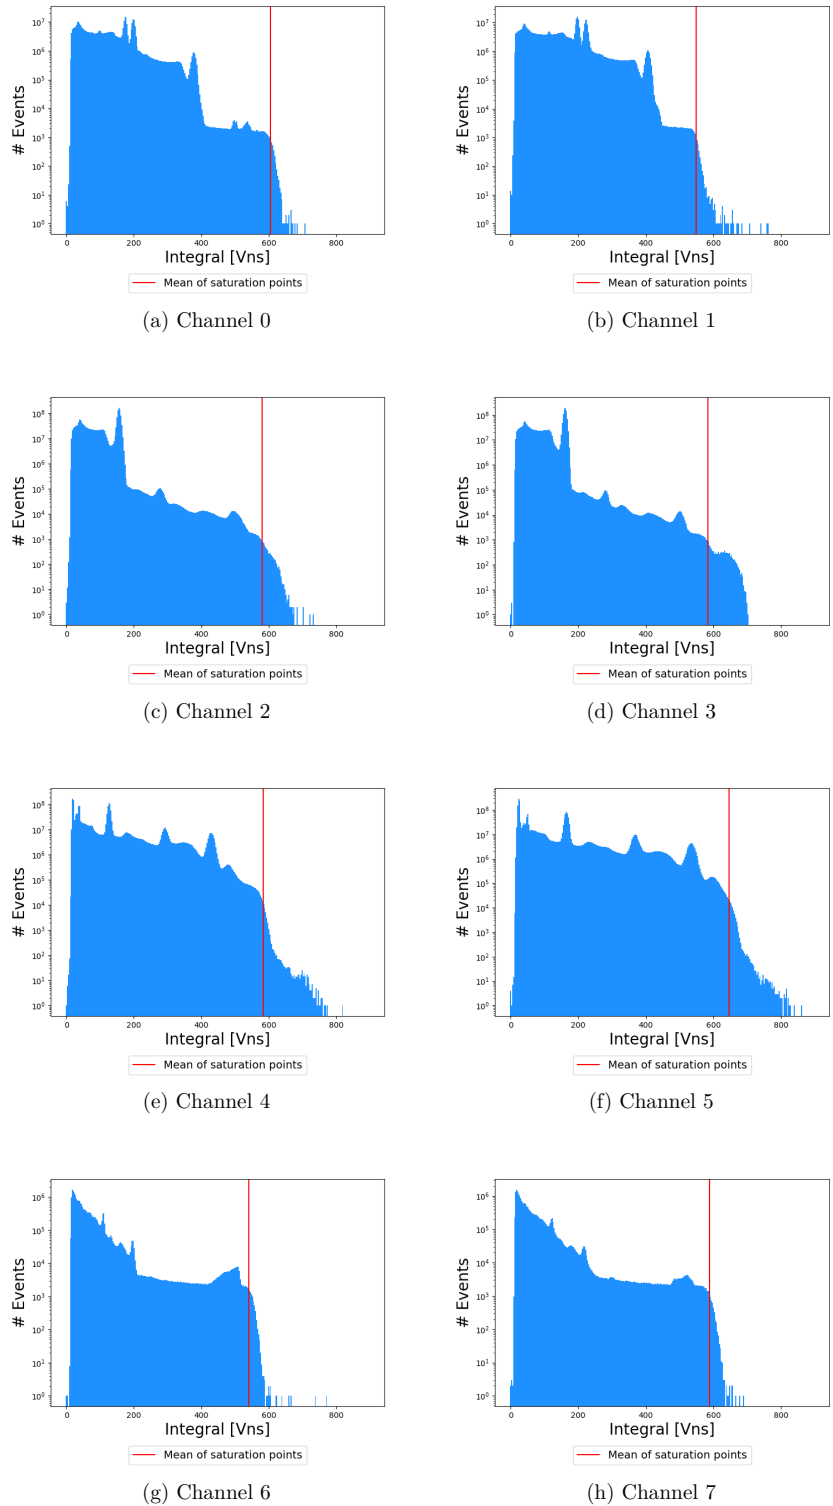 10⁷
10⁶
10⁵
10⁴
10³
10²
10¹
10⁰
# Events
0 200 400 600 800
Integral [Vns]
Mean of saturation points
(a) Channel 0
10⁷
10⁶
10⁵
10⁴
10³
10²
10¹
10⁰
# Events
0 200 400 600 800
Integral [Vns]
Mean of saturation points
(b) Channel 1
10⁸
10⁷
10⁶
10⁵
10⁴
10³
10²
10¹
10⁰
# Events
0 200 400 600 800
Integral [Vns]
Mean of saturation points
(c) Channel 2
10⁸
10⁷
10⁶
10⁵
10⁴
10³
10²
10¹
10⁰
# Events
0 200 400 600 800
Integral [Vns]
Mean of saturation points
(d) Channel 3
10⁸
10⁷
10⁶
10⁵
10⁴
10³
10²
10¹
10⁰
# Events
0 200 400 600 800
Integral [Vns]
Mean of saturation points
(e) Channel 4
10⁸
10⁷
10⁶
10⁵
10⁴
10³
10²
10¹
10⁰
# Events
0 200 400 600 800
Integral [Vns]
Mean of saturation points
(f) Channel 5
10⁶
10⁵
10⁴
10³
10²
10¹
10⁰
# Events
0 200 400 600 800
Integral [Vns]
Mean of saturation points
(g) Channel 6
10⁶
10⁵
10⁴
10³
10²
10¹
10⁰
# Events
0 200 400 600 800
Integral [Vns]
Mean of saturation points
(h) Channel 7